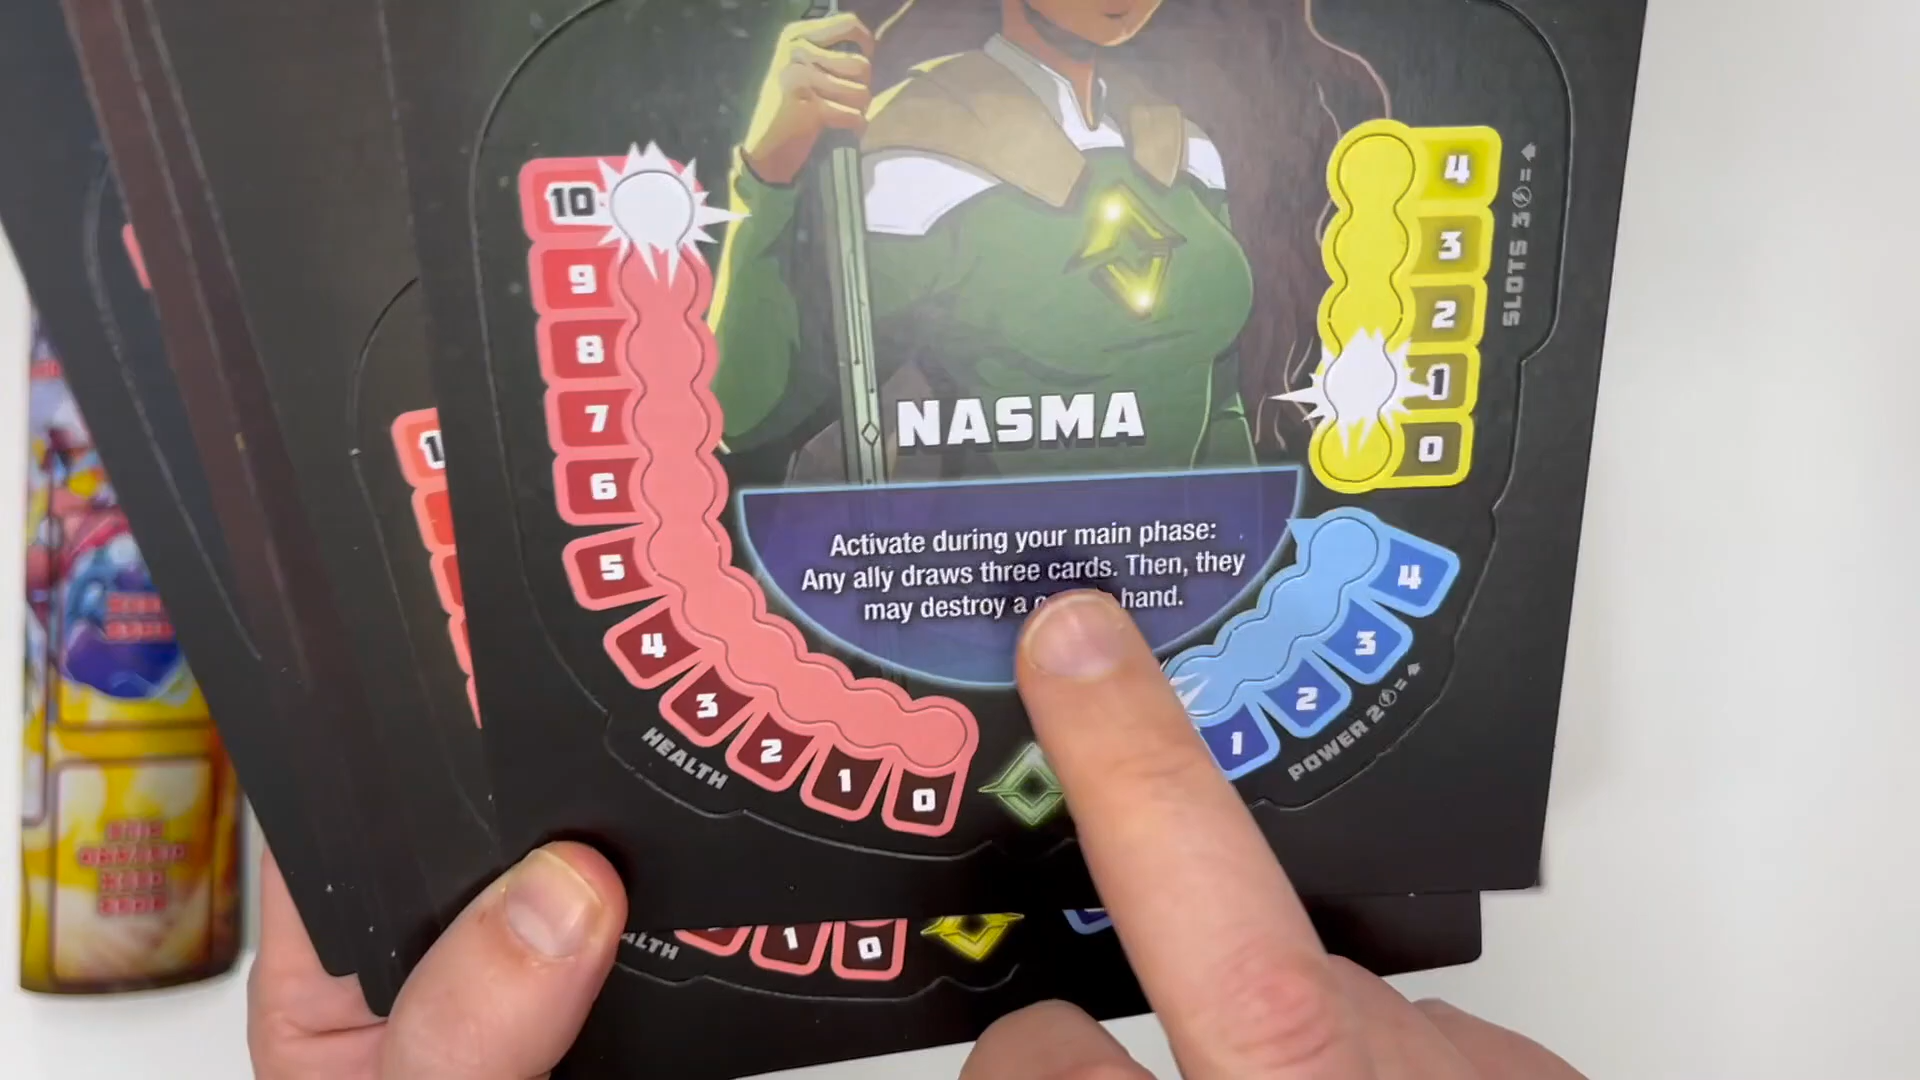 10
9
8
7
6
5
4
3
2
1
0
HEALTH
NASMA
Activate during your main phase:
Any ally draws three cards. Then, they
may destroy a hand.
4
3
2
1
0
SLOTS 3 =
4
3
2
1
POWER 2 =
1
0
ALTH